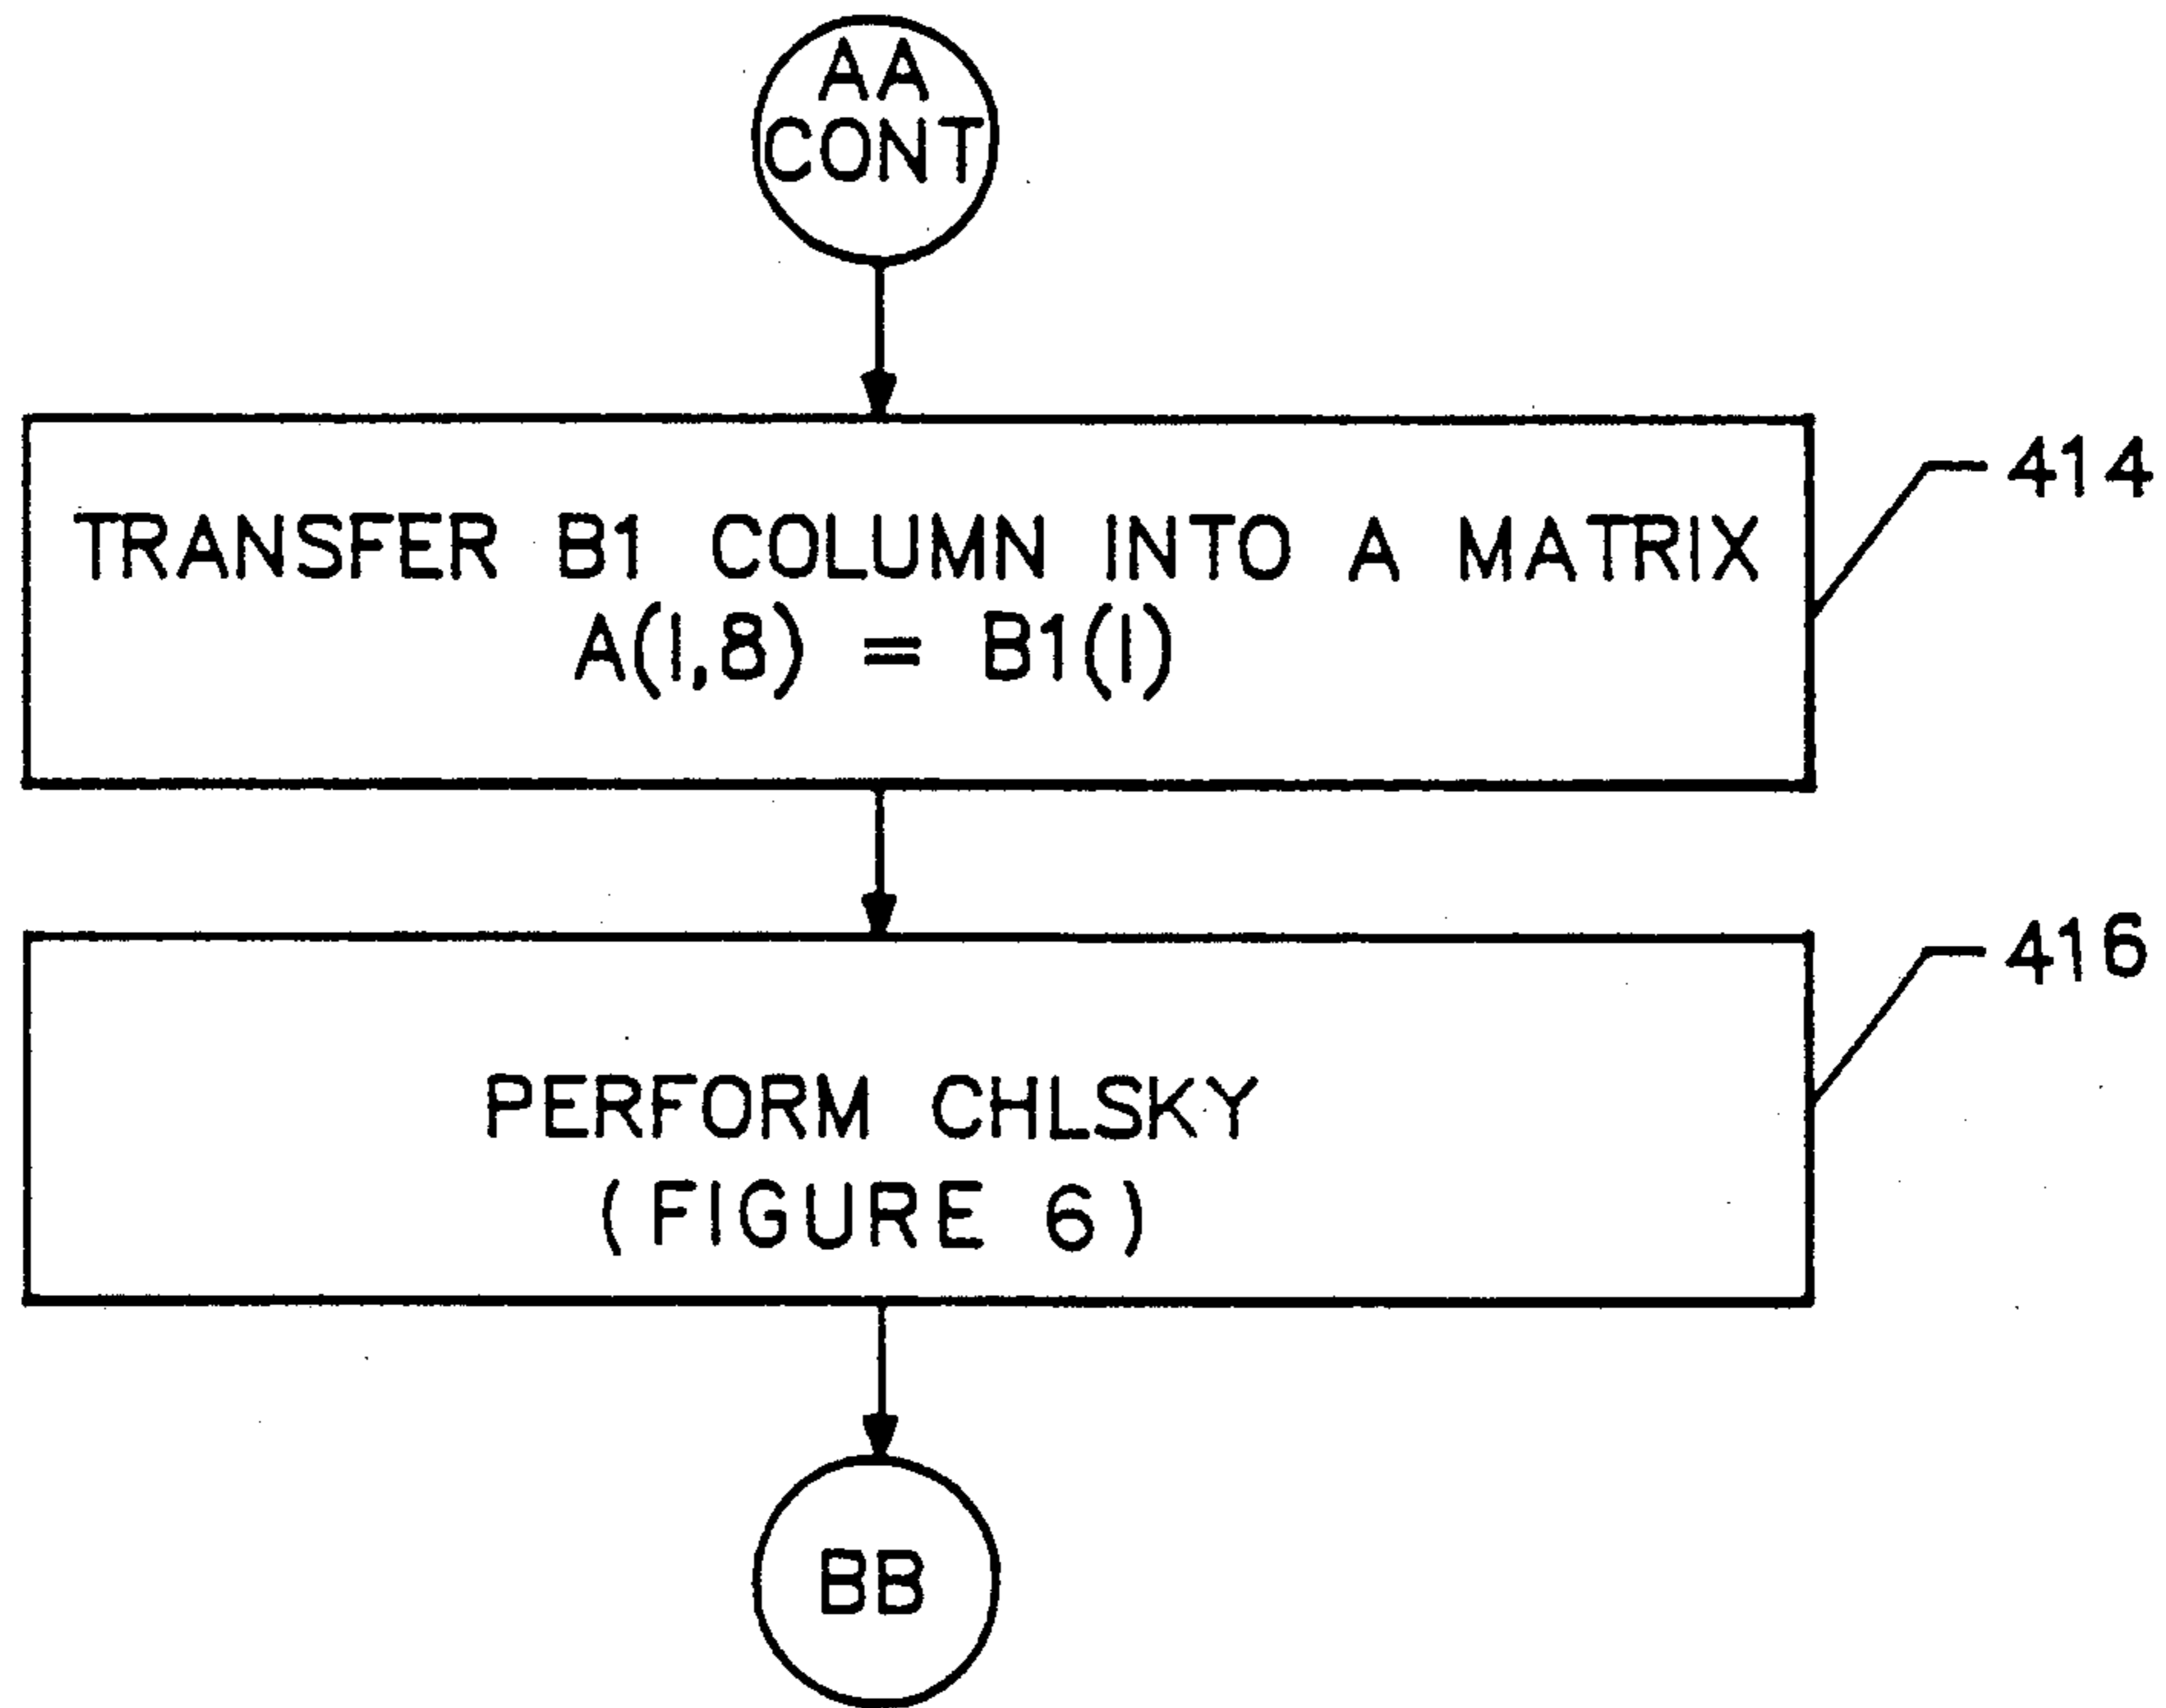 AA
CONT
414
TRANSFER B1 COLUMN INTO A MATRIX
A(I,8) = B1(I)
416
PERFORM CHLSKY
(FIGURE 6)
BB